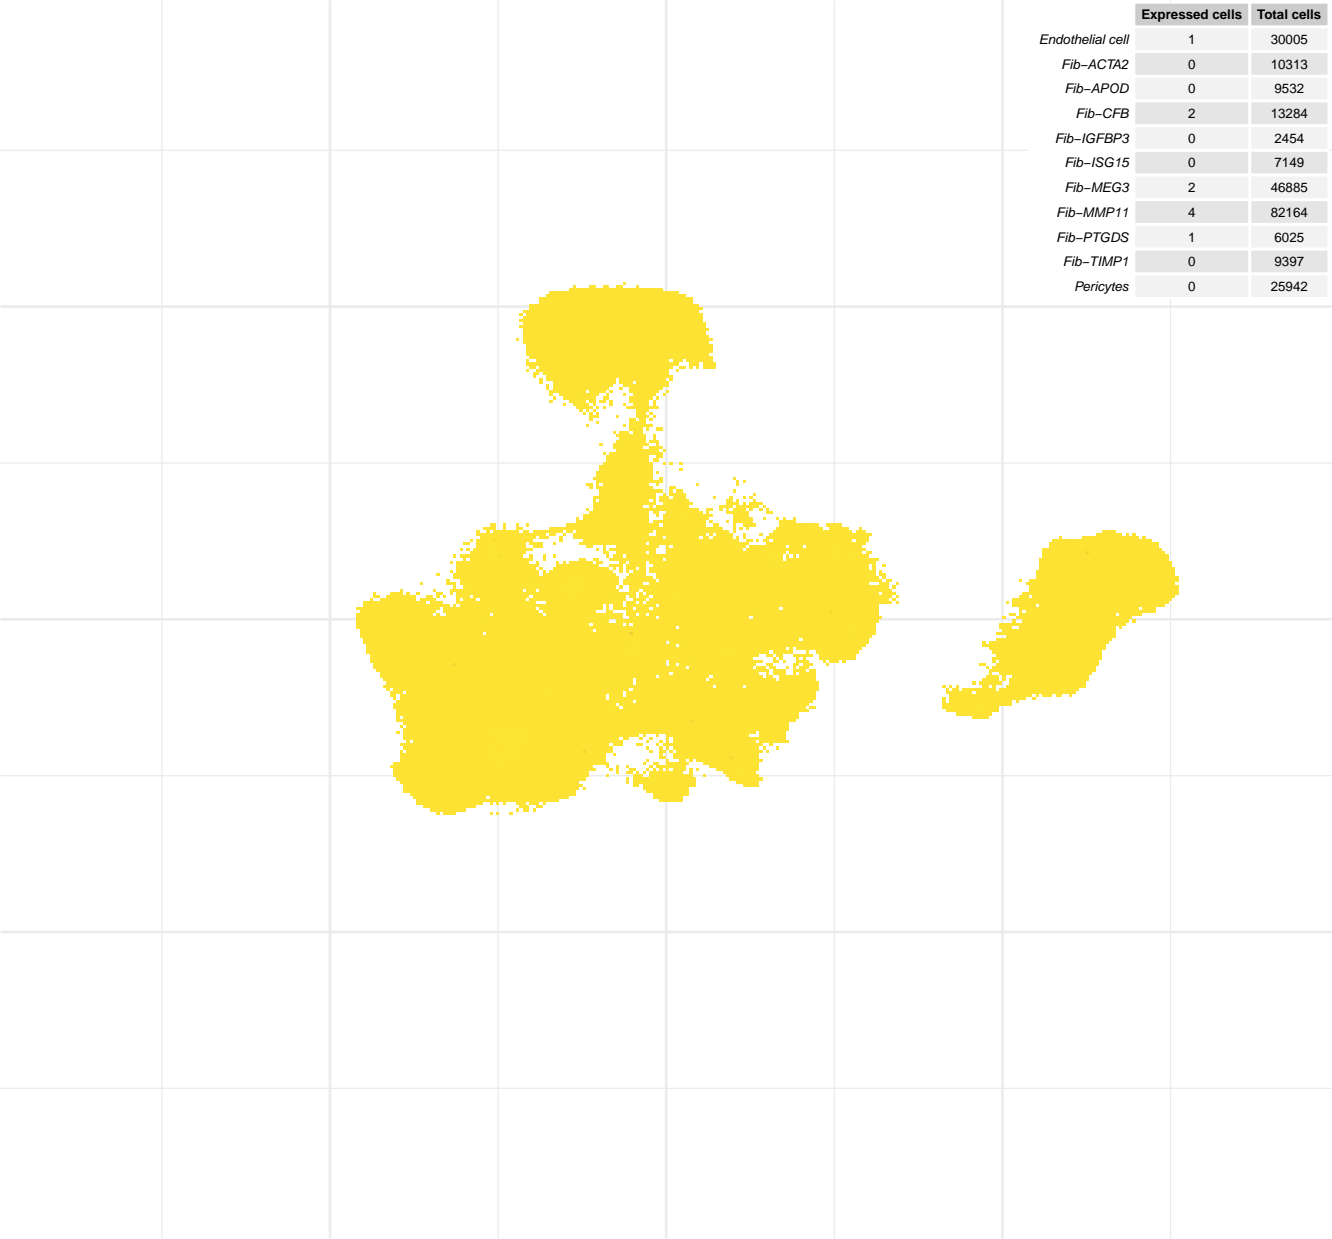 Expressed cells Total cells
Endothelial cell 1 30005
Fib−ACTA2 0 10313
Fib−APOD 0 9532
Fib−CFB 2 13284
Fib−IGFBP3 0 2454
Fib−ISG15 0 7149
Fib−MEG3 2 46885
Fib−MMP11 4 82164
Fib−PTGDS 1 6025
Fib−TIMP1 0 9397
Pericytes 0 25942